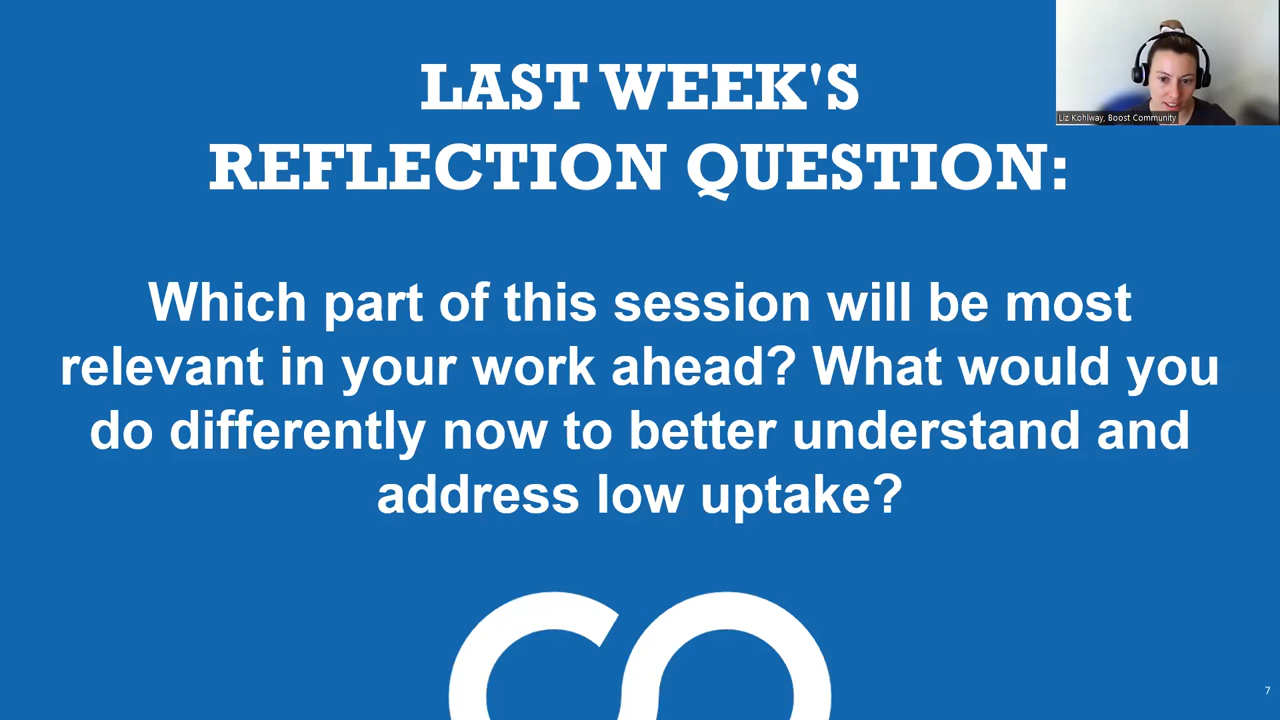 LAST WEEK'S
REFLECTION QUESTION:
Liz Kohlway, Boost Community
Which part of this session will be most
relevant in your work ahead? What would you
do differently now to better understand and
address low uptake?
7